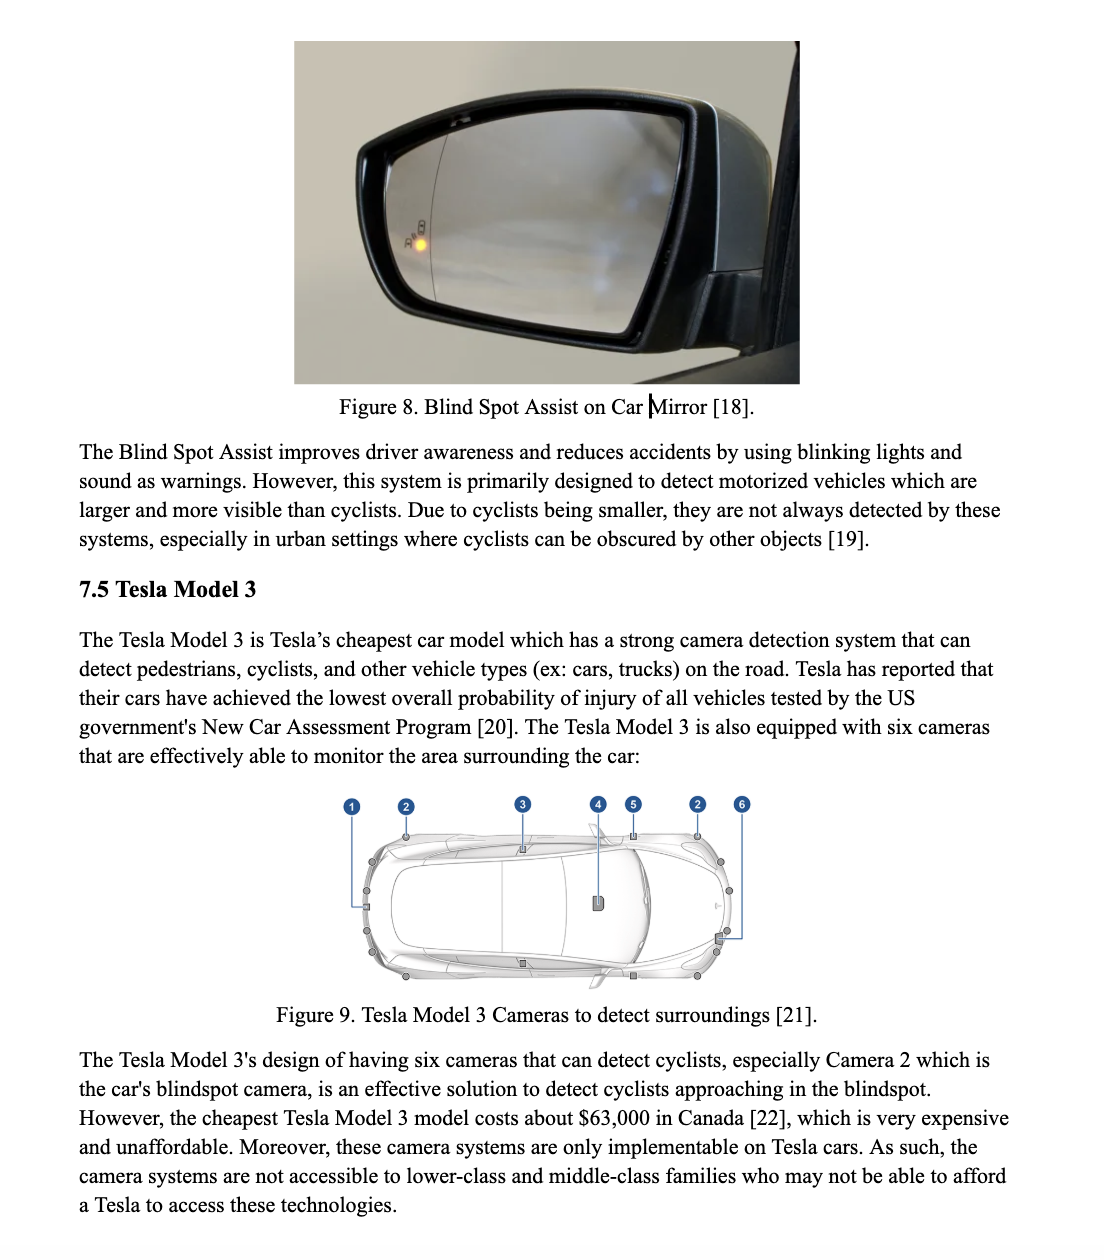 Figure 8. Blind Spot Assist on Car Mirror [18].
The Blind Spot Assist improves driver awareness and reduces accidents by using blinking lights and
sound as warnings. However, this system is primarily designed to detect motorized vehicles which are
larger and more visible than cyclists. Due to cyclists being smaller, they are not always detected by these
systems, especially in urban settings where cyclists can be obscured by other objects [19].
7.5 Tesla Model 3
The Tesla Model 3 is Tesla’s cheapest car model which has a strong camera detection system that can
detect pedestrians, cyclists, and other vehicle types (ex: cars, trucks) on the road. Tesla has reported that
their cars have achieved the lowest overall probability of injury of all vehicles tested by the US
government's New Car Assessment Program [20]. The Tesla Model 3 is also equipped with six cameras
that are effectively able to monitor the area surrounding the car:
1 2 3 4 5 2 6
Figure 9. Tesla Model 3 Cameras to detect surroundings [21].
The Tesla Model 3's design of having six cameras that can detect cyclists, especially Camera 2 which is
the car's blindspot camera, is an effective solution to detect cyclists approaching in the blindspot.
However, the cheapest Tesla Model 3 model costs about $63,000 in Canada [22], which is very expensive
and unaffordable. Moreover, these camera systems are only implementable on Tesla cars. As such, the
camera systems are not accessible to lower-class and middle-class families who may not be able to afford
a Tesla to access these technologies.